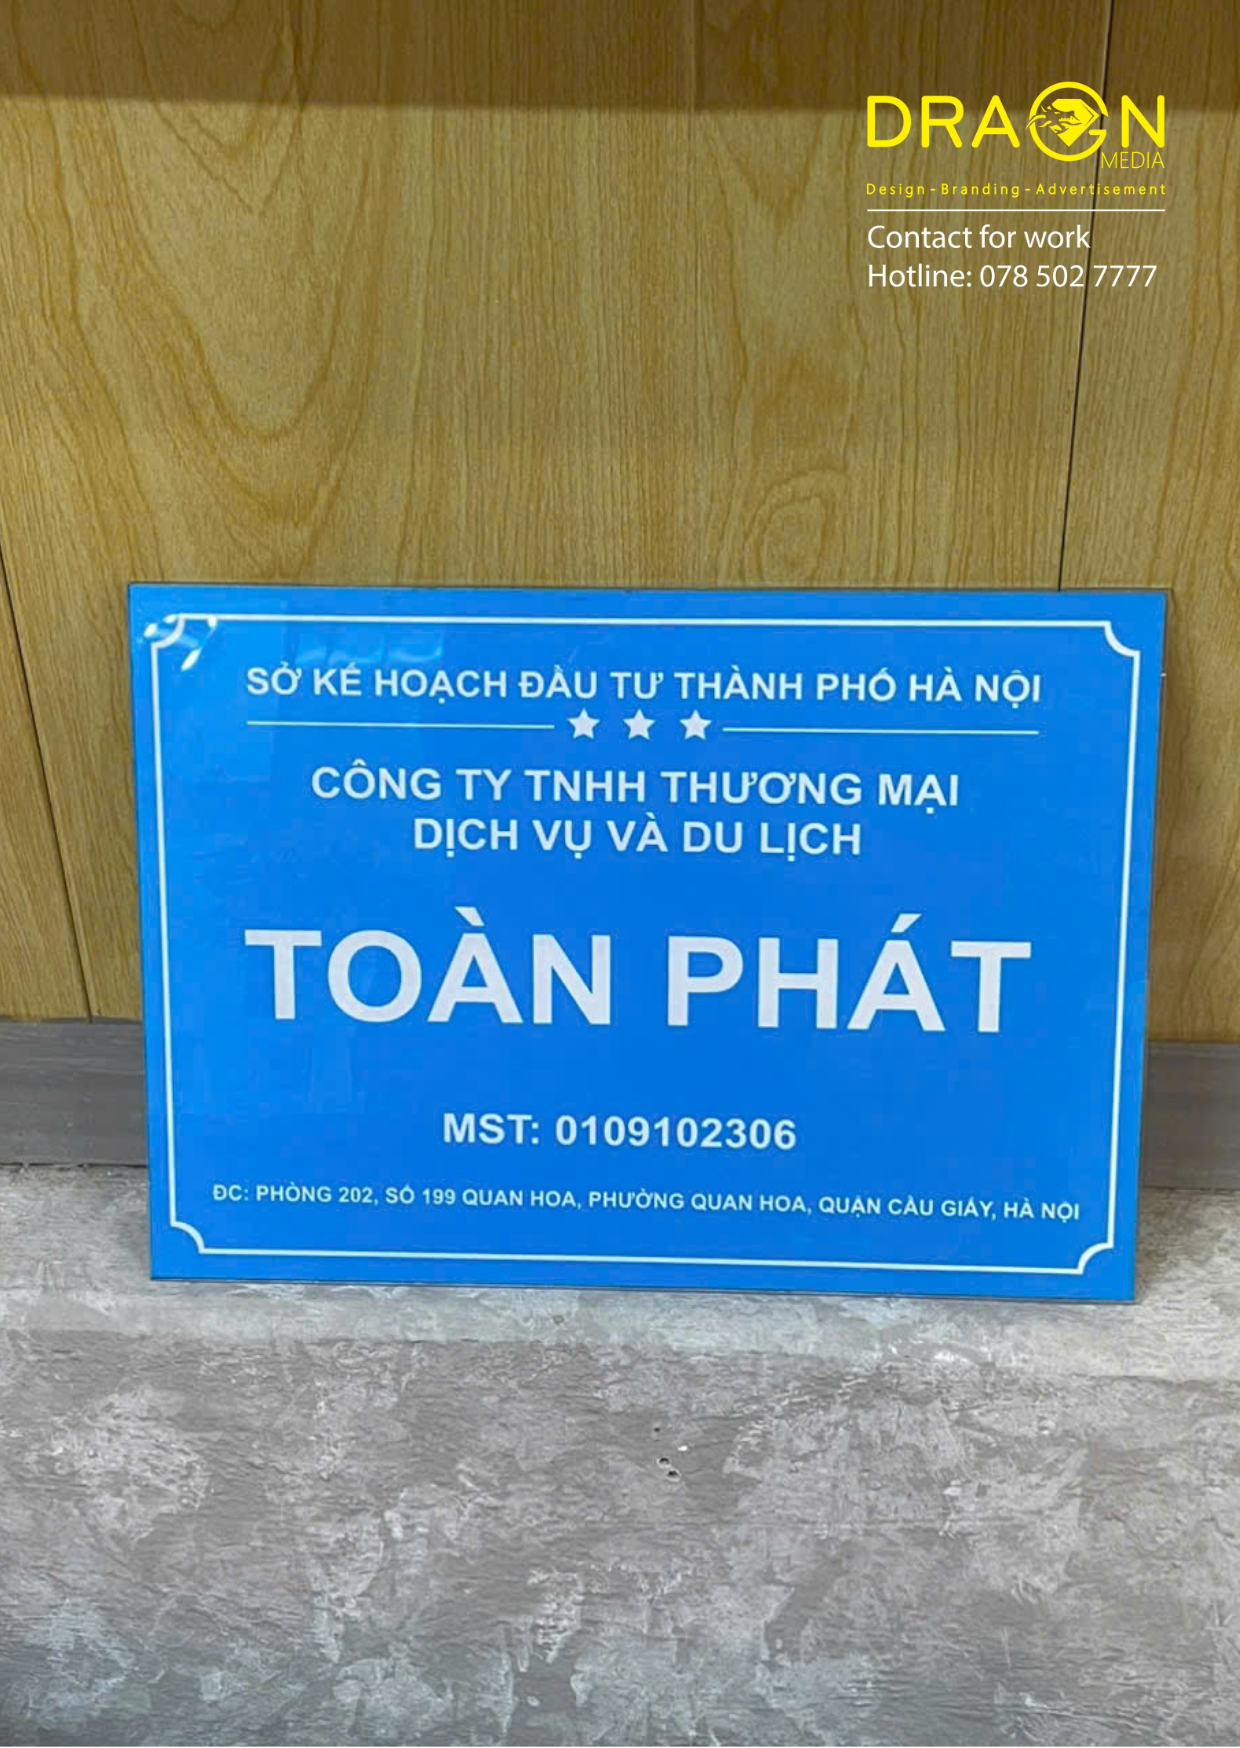 DRAGON
MEDIA
Design - Branding - Advertisement
Contact for work
Hotline: 078 502 7777
SỞ KẾ HOẠCH ĐẦU TƯ THÀNH PHỐ HÀ NỘI
CÔNG TY TNHH THƯƠNG MẠI
DỊCH VỤ VÀ DU LỊCH
TOÀN PHÁT
MST: 0109102306
ĐC: PHÒNG 202, SỐ 199 QUAN HOA, PHƯỜNG QUAN HOA, QUẬN CẦU GIẤY, HÀ NỘI